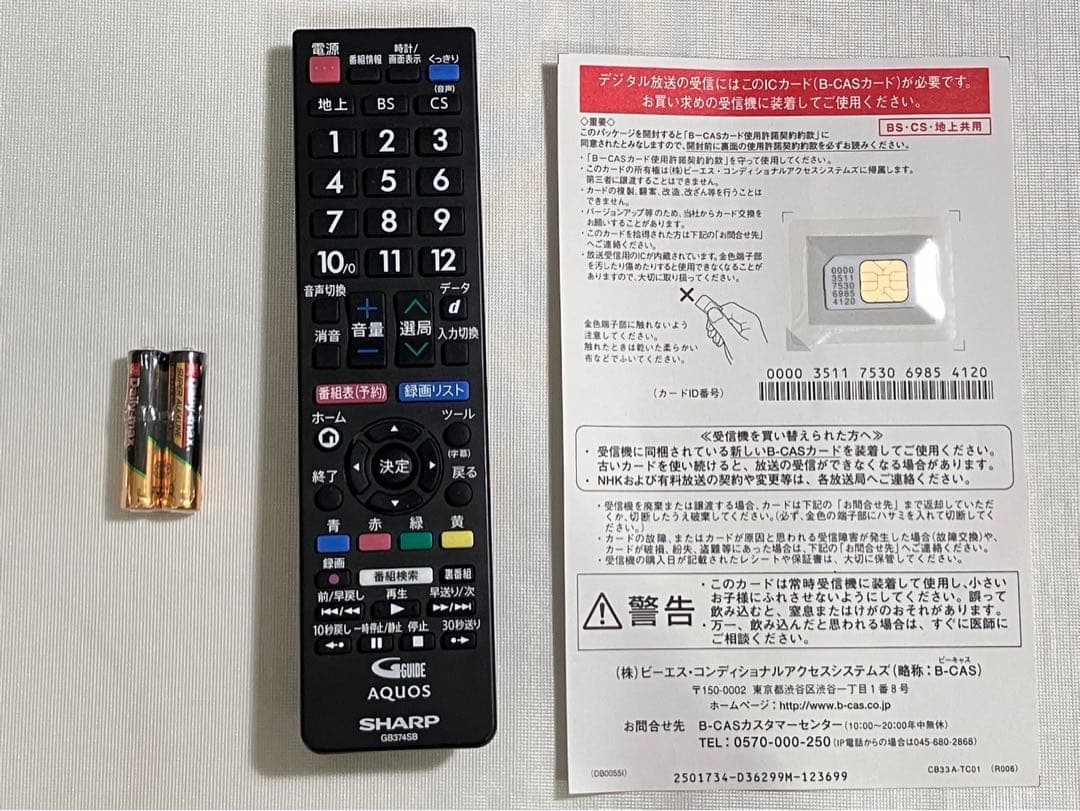 Daily max
SUPER ALKALINE
Daily max
電源
番組情報
時計/
画面表示
くっきり
(音声)
地上 BS CS
1 2 3
4 5 6
7 8 9
10/0 11 12
音声切換
データ
d
消音
+
音量
−
選局
入力切換
番組表(予約)
録画リスト
ホーム
ツール
(字幕)
決定
終了
戻る
青 赤 緑 黄
録画
番組検索
裏番組
前/早戻し 再生 早送り/次
10秒戻し 一時停止/静止 停止 30秒送り
G GUIDE
AQUOS
SHARP
GB374SB
デジタル放送の受信にはこのICカード(B-CASカード)が必要です。
お買い求めの受信機に装着してご使用ください。
BS・CS・地上共用
◇重要◇
このパッケージを開封すると「B-CASカード使用許諾契約約款」に
同意されたとみなしますので、開封前に裏面の使用許諾契約約款を必ずお読みください。
・「B-CASカード使用許諾契約約款」を守って使用してください。
・このカードの所有権は(株)ビーエス・コンディショナルアクセスシステムズに帰属します。
第三者に譲渡することはできません。
・カードの複製、翻案、改造、改ざん等を行うことは
できません。
・バージョンアップ等のため、当社からカード交換を
お願いすることがあります。
・このカードを拾得された方は下記の「お問合せ先」
へご連絡ください。
・放送受信用のICが内蔵されています。金色端子部
を汚したり傷めたりすると使用できなくなることが
ありますので、大切に取り扱ってください。
0000
3511
7530
6985
4120
金色端子部に触れないよう
注意してください。
触れたときは乾いた柔らかい
布などでふいてください。
0000 3511 7530 6985 4120
(カードID番号)
≪受信機を買い替えられた方へ≫
・受信機に同梱されている新しいB-CASカードを装着してご使用ください。
古いカードを使い続けると、放送の受信ができなくなる場合があります。
・NHKおよび有料放送の契約や変更等は、各放送局へご連絡ください。
・受信機を廃棄または譲渡する場合、カードは下記の「お問合せ先」まで返却していただ
くか、切断したうえ破棄してください。(必ず、金色の端子部にハサミを入れて切断してく
ださい。)
・カードの故障、またはカードが原因と思われる受信障害が発生した場合(故障交換)や、
カードが破損、紛失、盗難等にあった場合は、下記の「お問合せ先」へご連絡ください。
・受信機の購入日が記載されたレシートや保証書は、大切に保管してください。
警告
・このカードは常時受信機に装着して使用し、小さい
お子様にふれさせないようにしてください。誤って
飲み込むと、窒息またはけがのおそれがあります。
・万一、飲み込んだと思われる場合は、すぐに医師に
ご相談ください。
(株)ビーエス・コンディショナルアクセスシステムズ(略称:B-CAS)
ビーキャス
〒150-0002 東京都渋谷区渋谷一丁目1番8号
ホームページ:http://www.b-cas.co.jp
お問合せ先 B-CASカスタマーセンター(10:00~20:00年中無休)
TEL:0570-000-250(IP電話からの場合は045-680-2868)
(DB0055I)
CB33A-TC01 (R006)
2501734-D36299M-123699